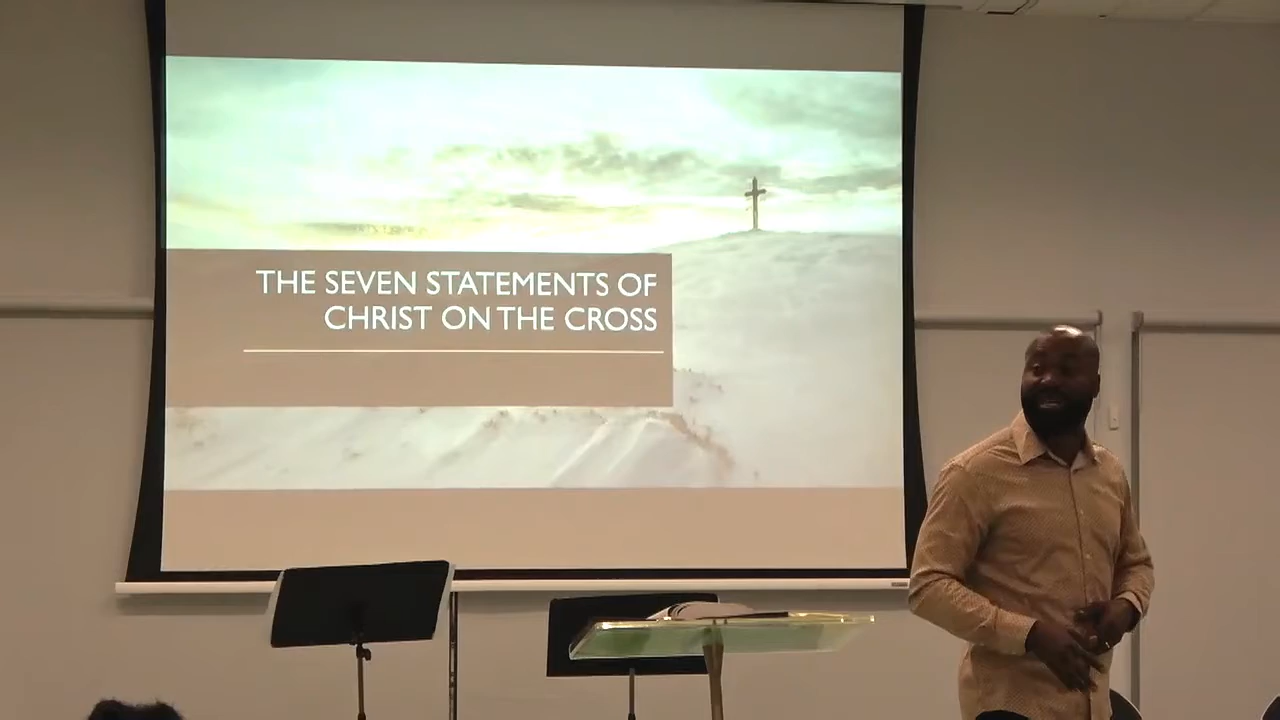 THE SEVEN STATEMENTS OF
CHRIST ON THE CROSS